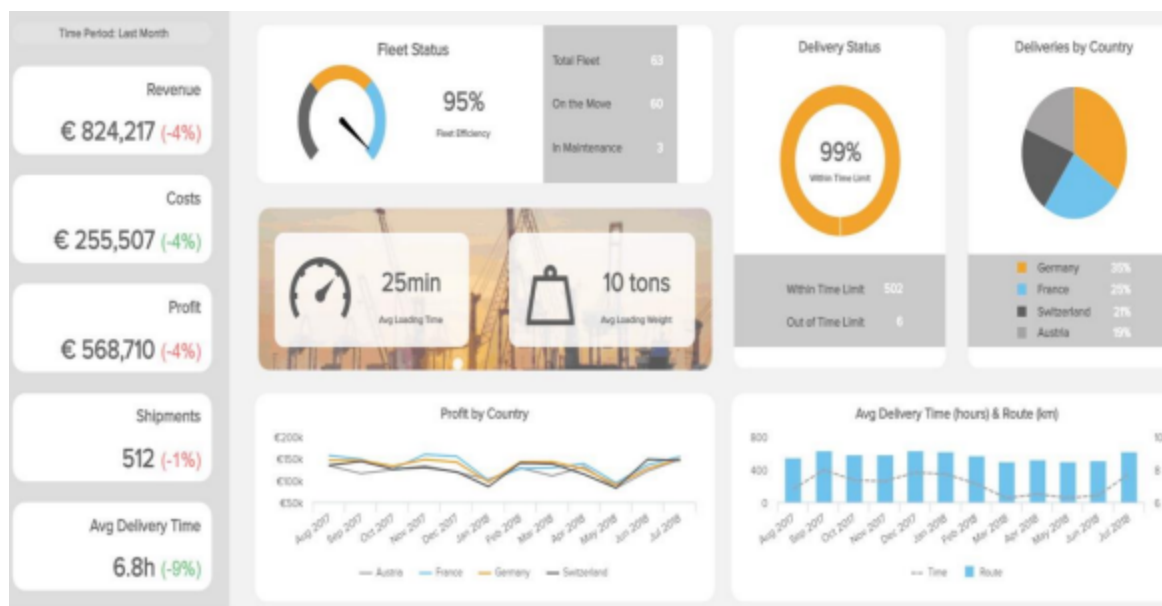 Time Period: Last Month
Revenue
€ 824,217 (-4%)
Costs
€ 255,507 (-4%)
Profit
€ 568,710 (-4%)
Shipments
512 (-1%)
Avg Delivery Time
6.8h (-9%)
Fleet Status
95%
Fleet Efficiency
Total Fleet 63
On the Move 60
In Maintenance 3
25min
Avg Loading Time
10 tons
Avg Loading Weight
Delivery Status
99%
Within Time Limit
Within Time Limit 502
Out of Time Limit 6
Deliveries by Country
Germany 35%
France 25%
Switzerland 21%
Austria 19%
Profit by Country
€200k
€150k
€100k
€50k
Aug 2017 Sep 2017 Oct 2017 Nov 2017 Dec 2017 Jan 2018 Feb 2018 Mar 2018 Apr 2018 May 2018 Jun 2018 Jul 2018
Austria France Germany Switzerland
Avg Delivery Time (hours) & Route (km)
800 10
400 8
0 6
Aug 2017 Sep 2017 Oct 2017 Nov 2017 Dec 2017 Jan 2018 Feb 2018 Mar 2018 Apr 2018 May 2018 Jun 2018 Jul 2018
Time Route